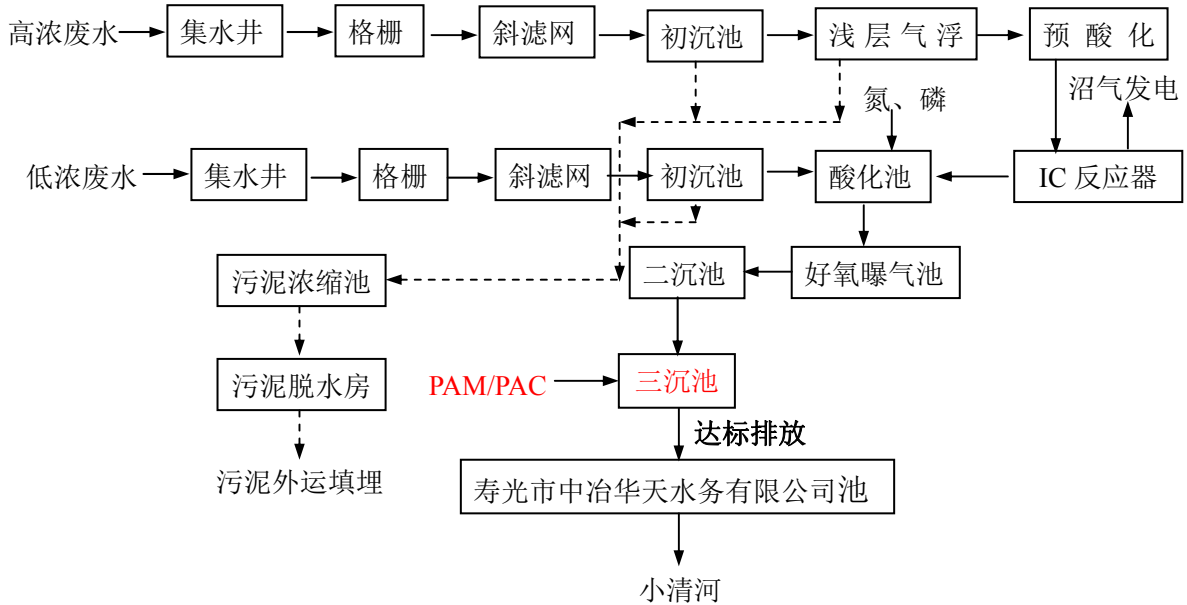 高浓废水
集水井
格栅
斜滤网
初沉池
浅层气浮
预酸化
氮、磷
沼气发电
低浓废水
集水井
格栅
斜滤网
初沉池
酸化池
IC 反应器
污泥浓缩池
二沉池
好氧曝气池
污泥脱水房
PAM/PAC
三沉池
达标排放
污泥外运填埋
寿光市中冶华天水务有限公司池
小清河